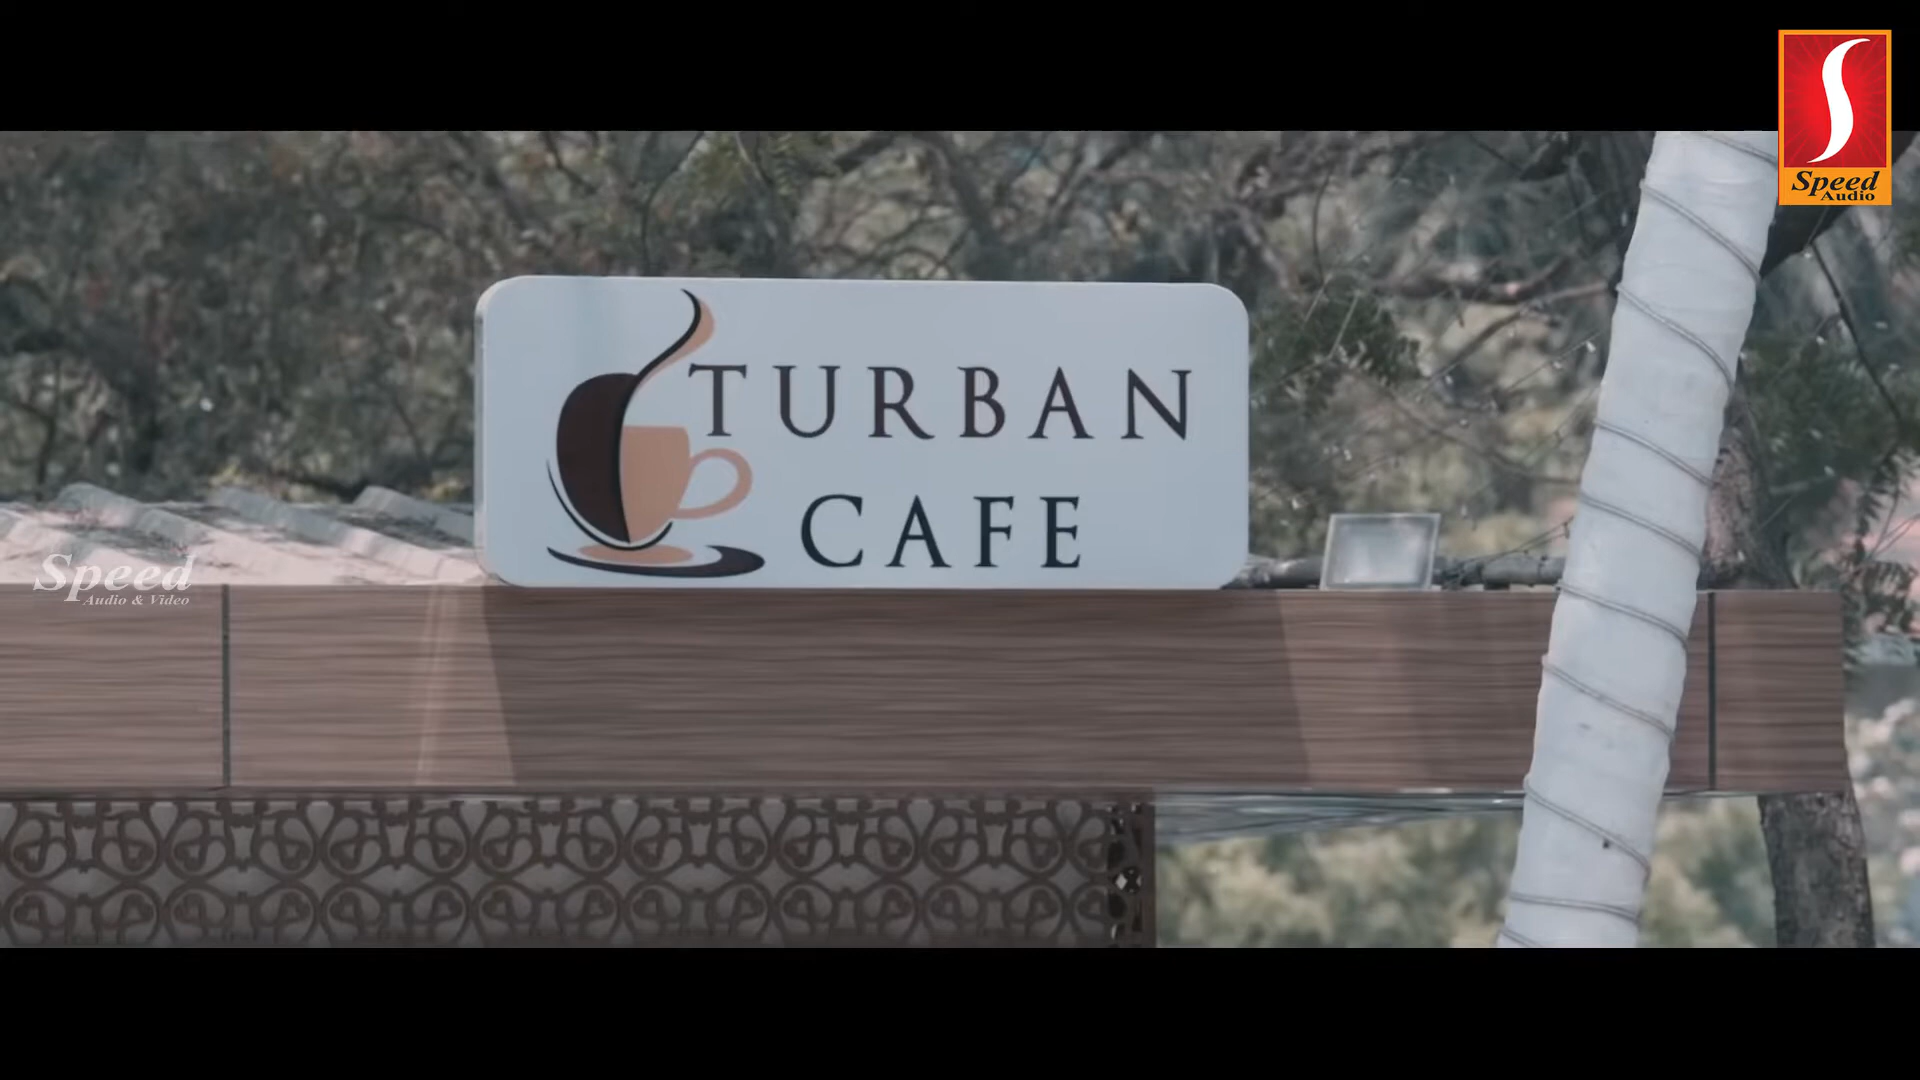 Speed
Audio
TURBAN
CAFE
Speed
Audio & Video